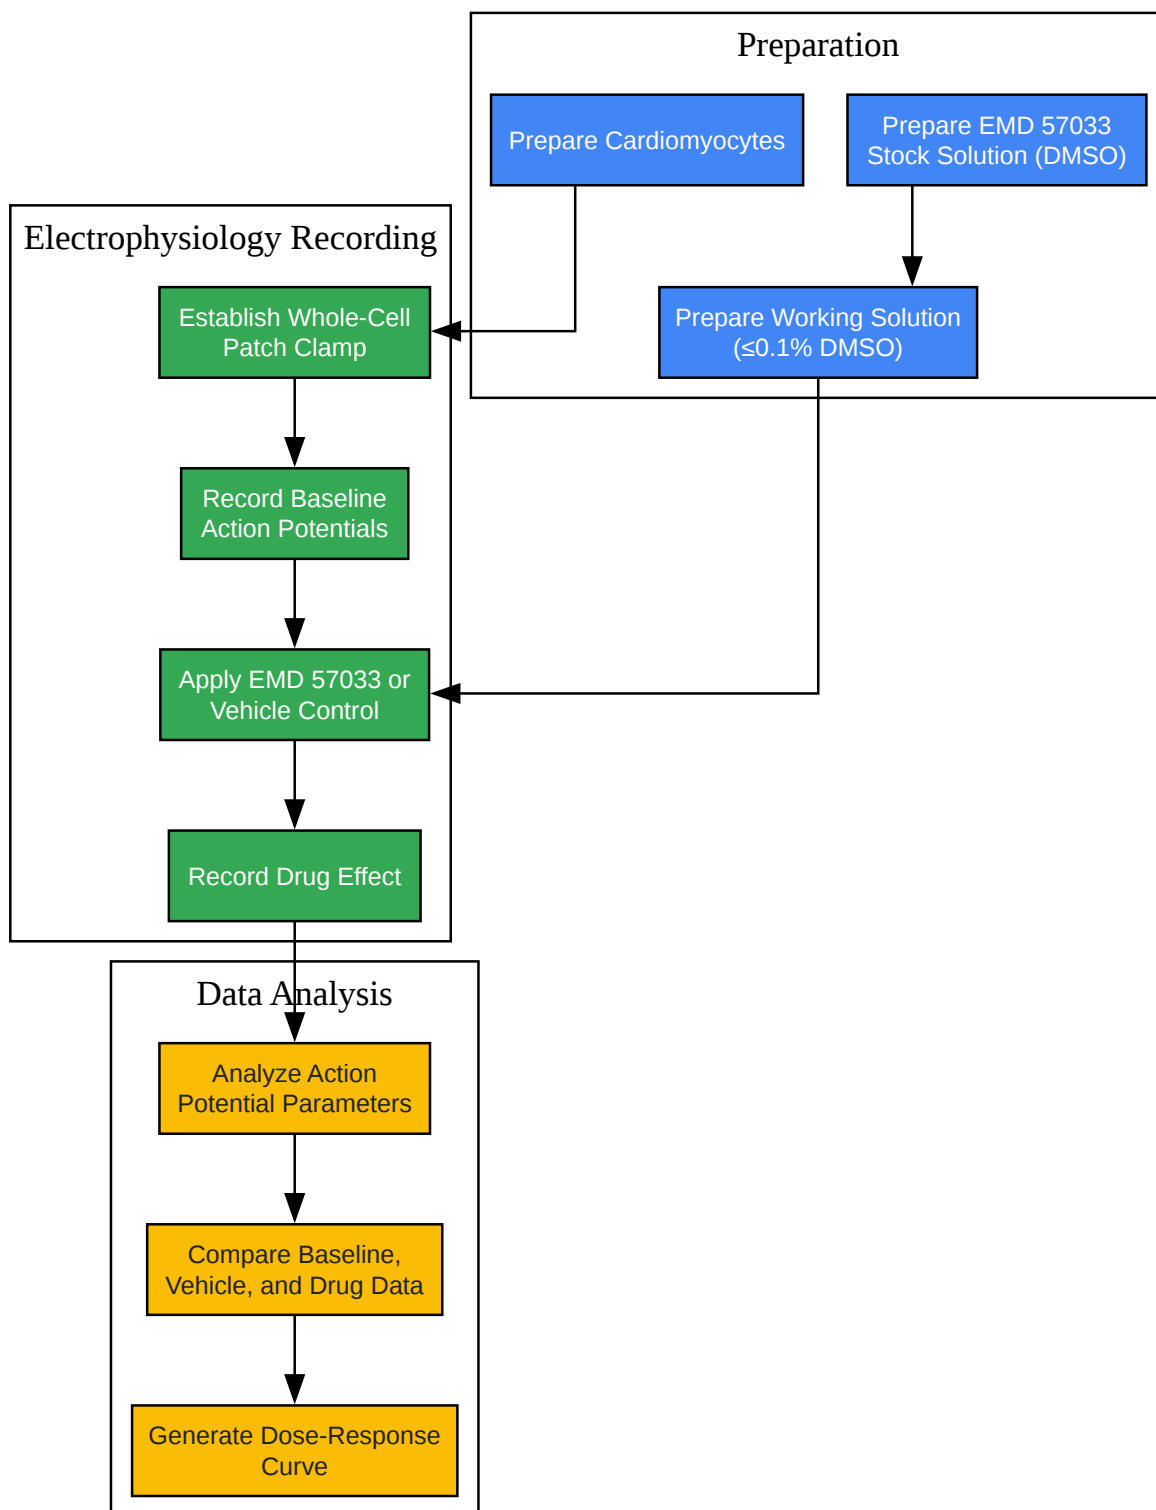 Preparation
Prepare Cardiomyocytes
Prepare EMD 57033
Stock Solution (DMSO)
Prepare Working Solution
(≤0.1% DMSO)
Electrophysiology Recording
Establish Whole-Cell
Patch Clamp
Record Baseline
Action Potentials
Apply EMD 57033 or
Vehicle Control
Record Drug Effect
Data Analysis
Analyze Action
Potential Parameters
Compare Baseline,
Vehicle, and Drug Data
Generate Dose-Response
Curve